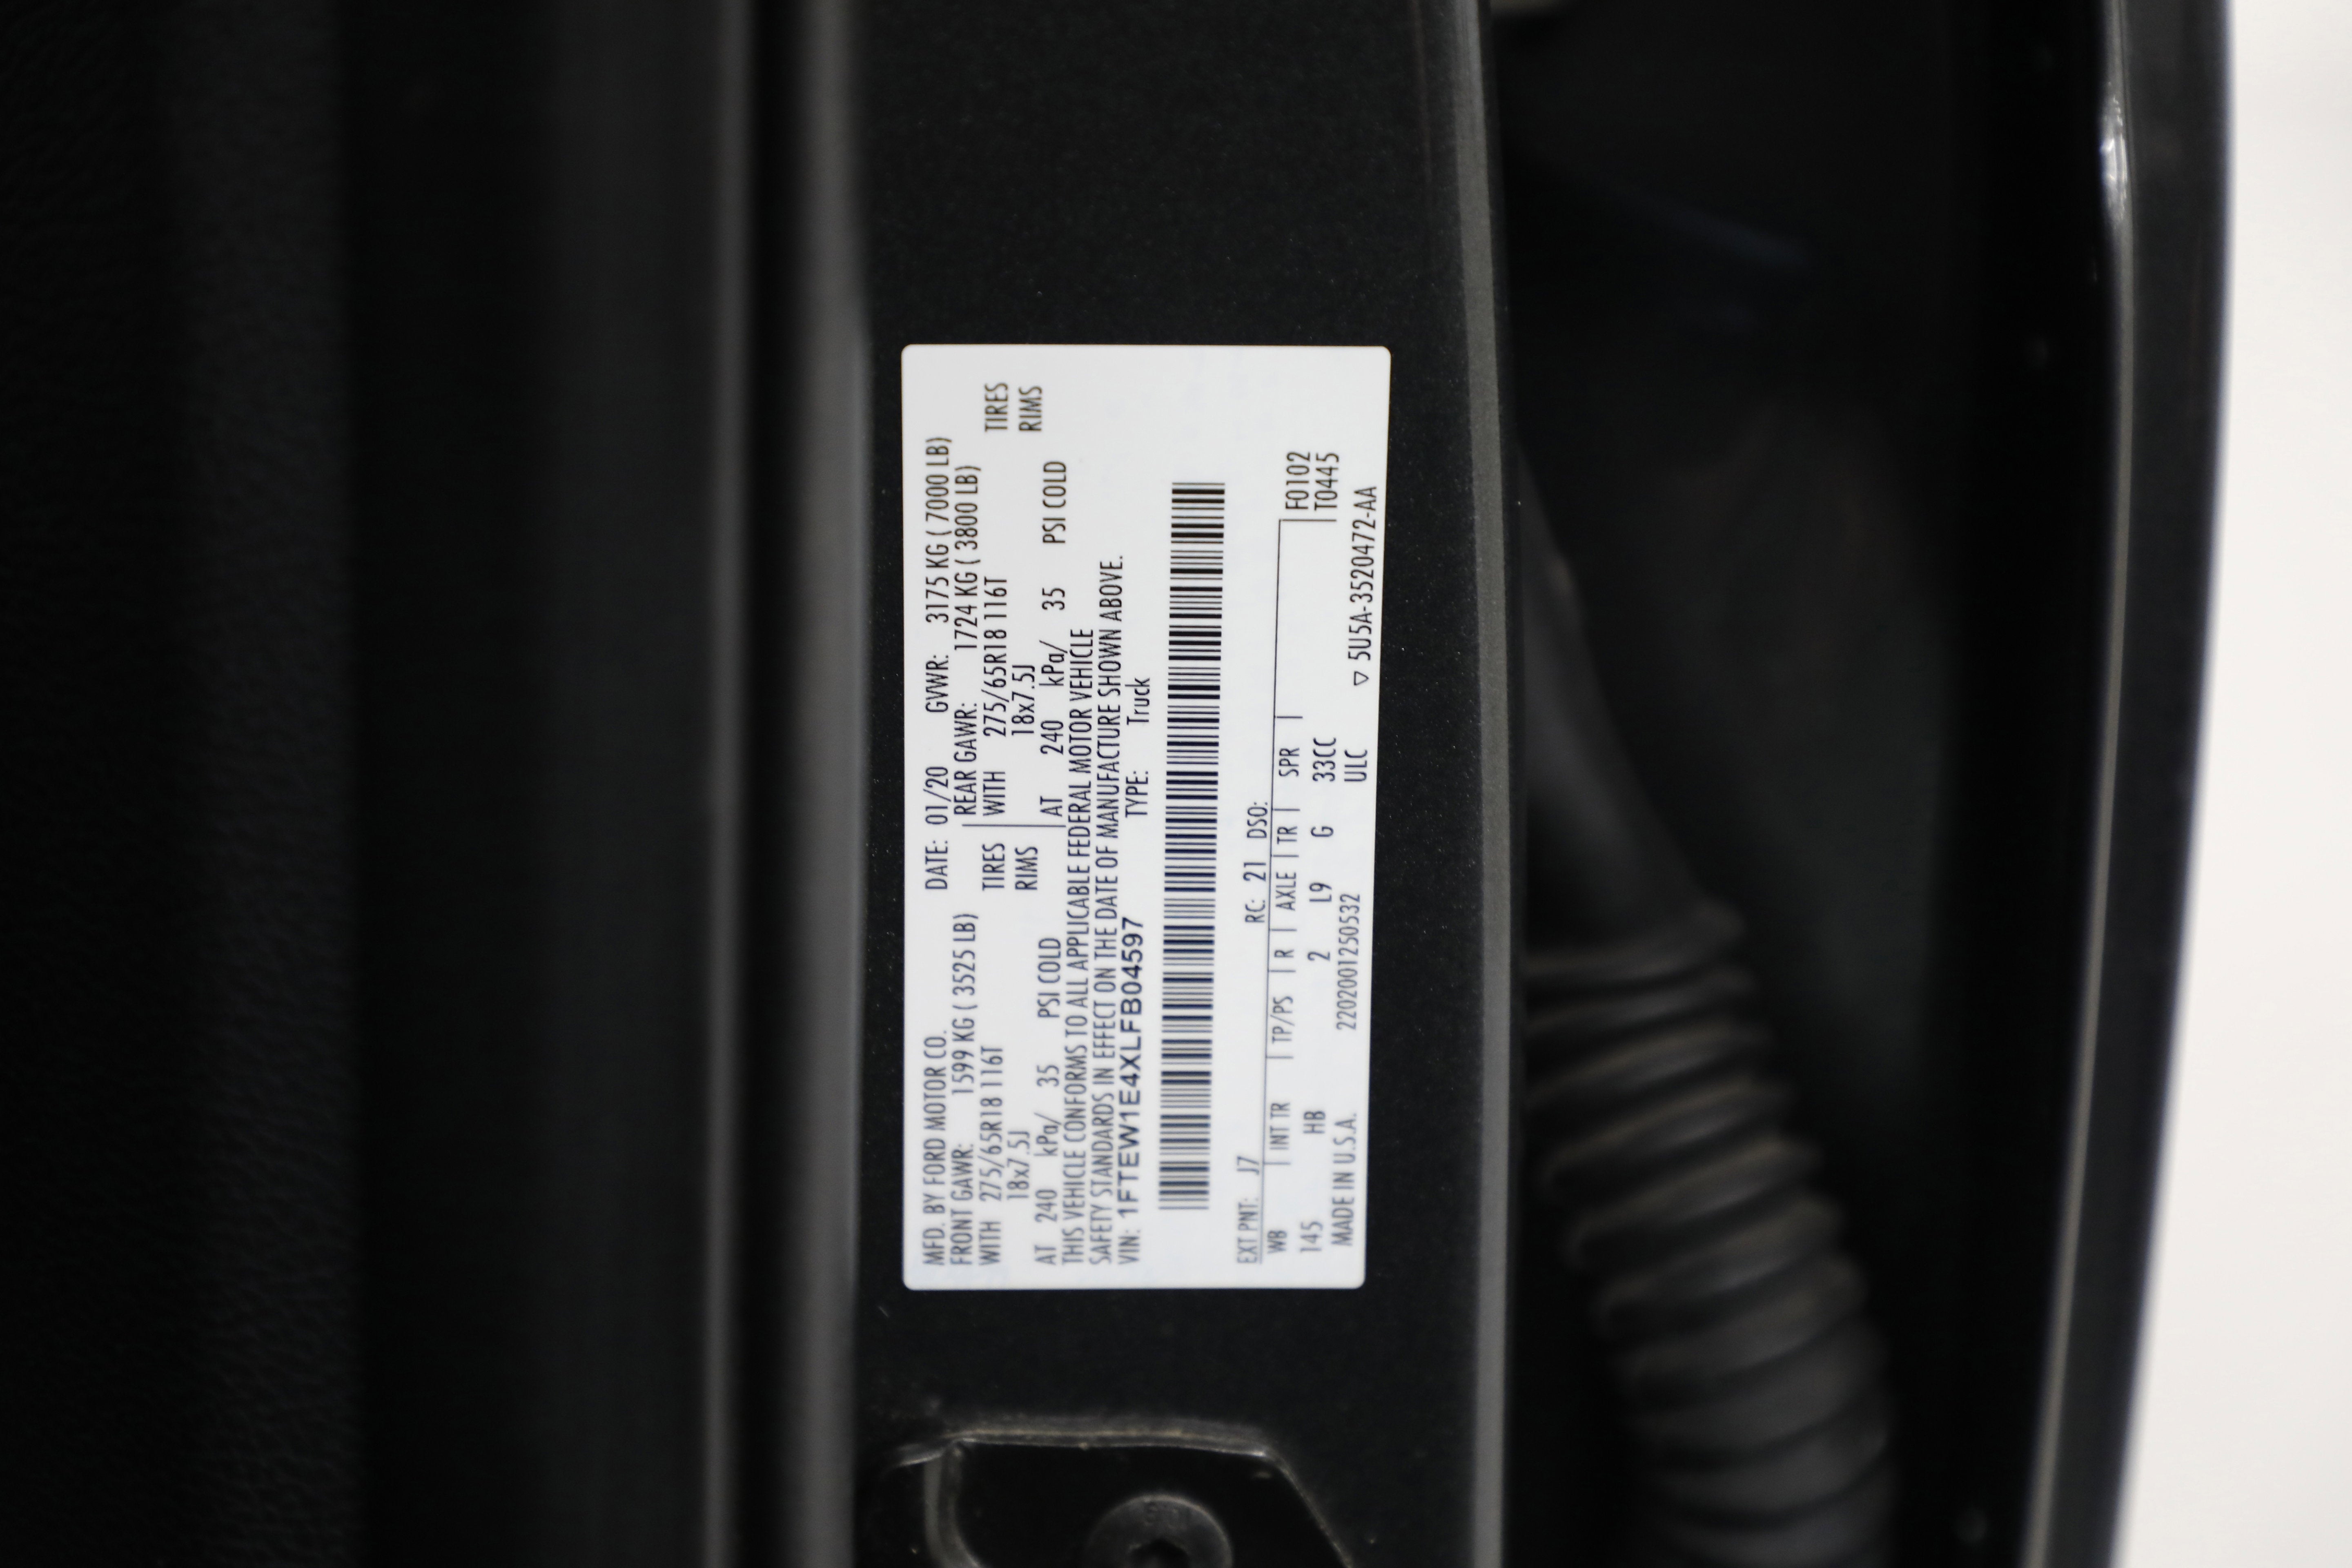 MFD. BY FORD MOTOR CO. DATE: 01/20 GVWR: 3175 KG ( 7000 LB)
FRONT GAWR: 1599 KG ( 3525 LB) REAR GAWR: 1724 KG ( 3800 LB)
WITH 275/65R18 116T TIRES WITH 275/65R18 116T TIRES
18x7.5J RIMS 18x7.5J RIMS
AT 240 kPa/ 35 PSI COLD AT 240 kPa/ 35 PSI COLD
THIS VEHICLE CONFORMS TO ALL APPLICABLE FEDERAL MOTOR VEHICLE
SAFETY STANDARDS IN EFFECT ON THE DATE OF MANUFACTURE SHOWN ABOVE.
VIN: 1FTEW1E4XLFB04597 TYPE: Truck
EXT PNT: J7 RC: 21 DSO:
WB INT TR TP/PS R AXLE TR SPR F0102
145 HB 2 L9 G 33CC T0445
MADE IN U.S.A. 2202001250532 ULC ▽ 5U5A-3520472-AA